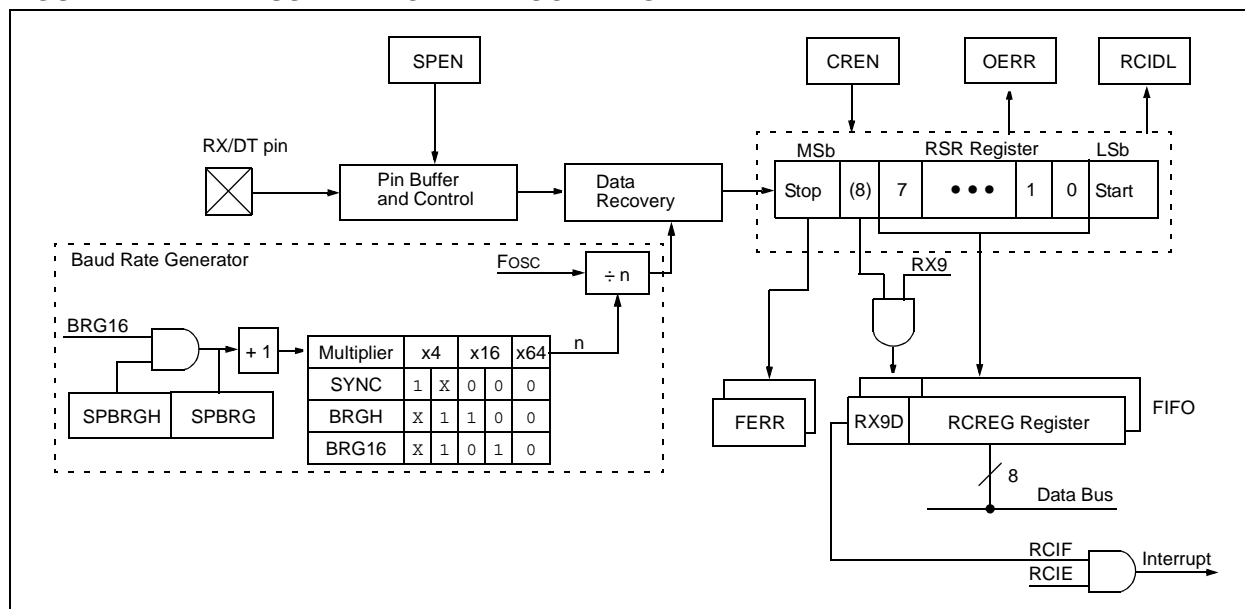 SPEN
CREN
OERR
RCIDL
RX/DT pin
Pin Buffer
and Control
Data
Recovery
MSb
RSR Register
LSb
Stop (8) 7 ••• 1 0 Start
Baud Rate Generator
FOSC
÷ n
RX9
BRG16
+ 1
n
Multiplier x4 x16 x64
SYNC 1 X 0 0 0
BRGH X 1 1 0 0
BRG16 X 1 0 1 0
SPBRGH SPBRG
FERR
RX9D
RCREG Register
FIFO
8
Data Bus
RCIF
RCIE
Interrupt